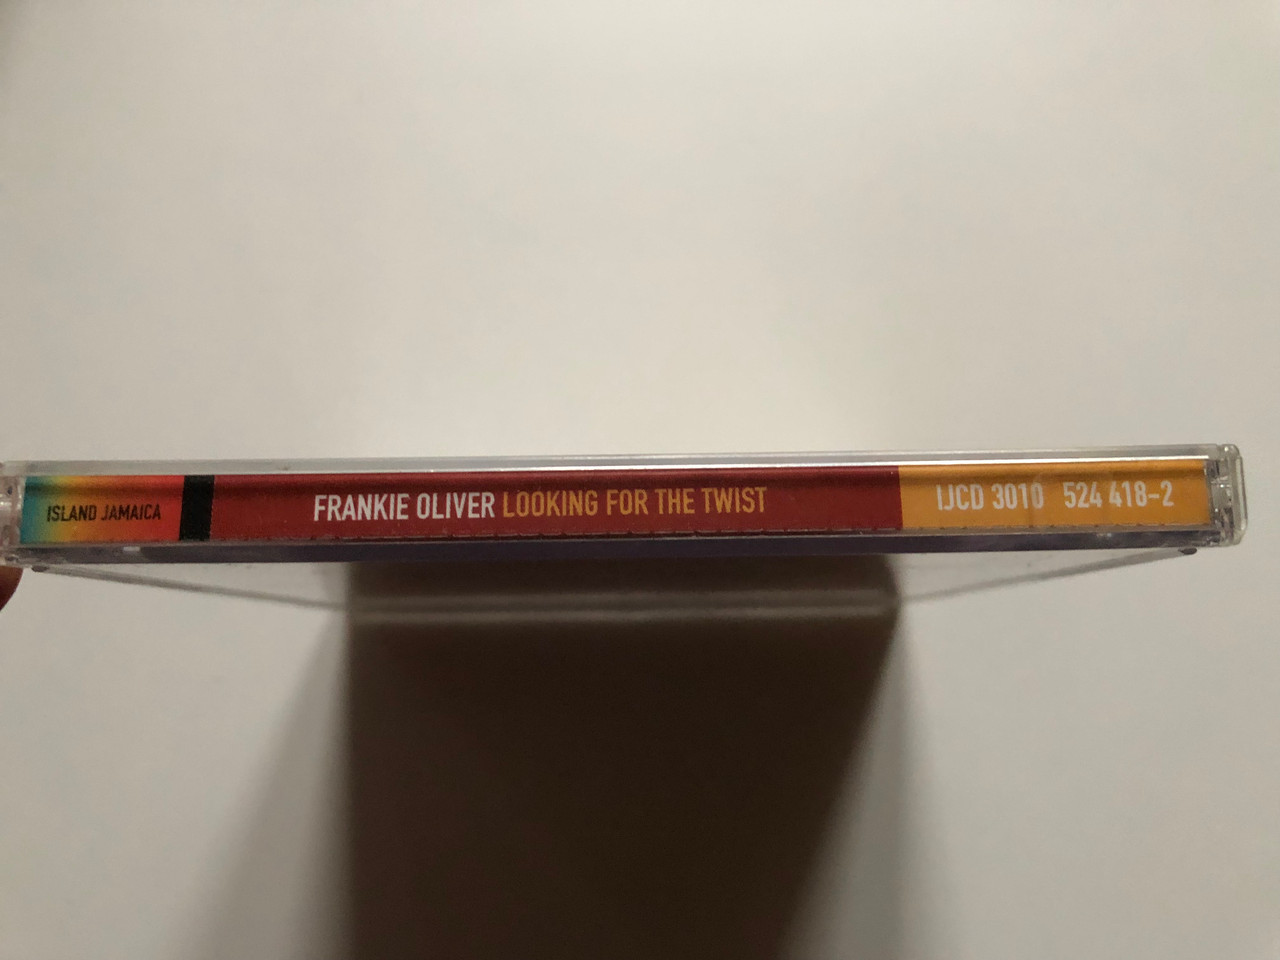 ISLAND JAMAICA FRANKIE OLIVER LOOKING FOR THE TWIST IJCD 3010 524 418-2